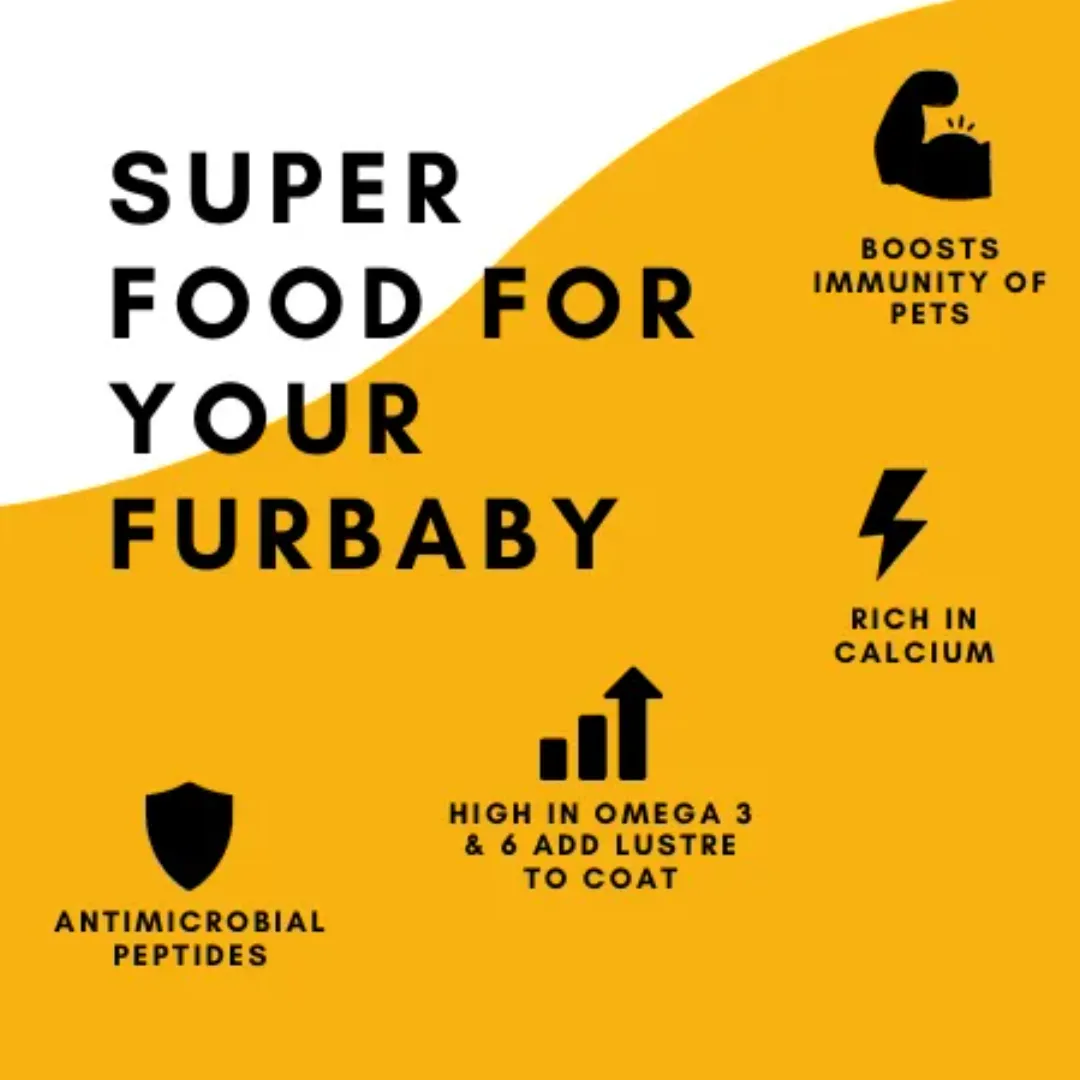 SUPER
FOOD FOR
YOUR
FURBABY
BOOSTS
IMMUNITY OF
PETS
RICH IN
CALCIUM
HIGH IN OMEGA 3
& 6 ADD LUSTRE
TO COAT
ANTIMICROBIAL
PEPTIDES